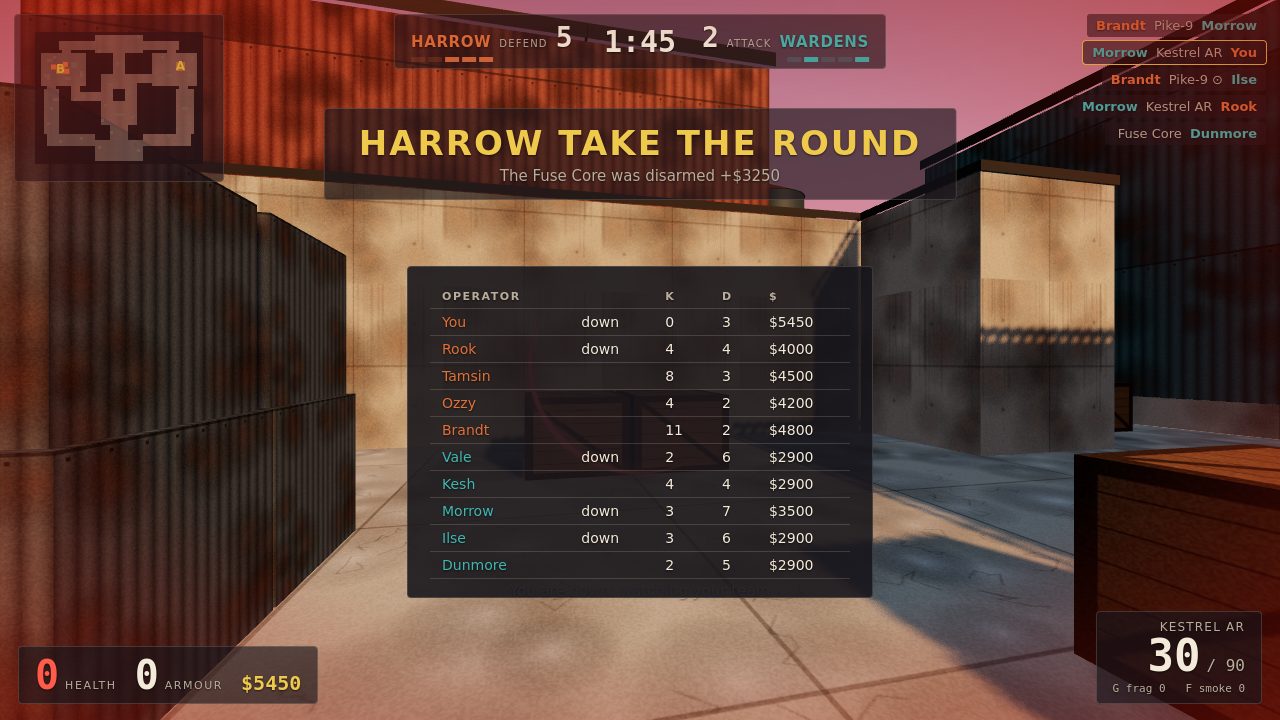 HARROW DEFEND 5 1:45 2 ATTACK WARDENS
B A
Brandt Pike-9 Morrow
Morrow Kestrel AR You
Brandt Pike-9 ⊙ Ilse
Morrow Kestrel AR Rook
Fuse Core Dunmore
HARROW TAKE THE ROUND
The Fuse Core was disarmed +$3250
OPERATOR K D $
You down 0 3 $5450
Rook down 4 4 $4000
Tamsin 8 3 $4500
Ozzy 4 2 $4200
Brandt 11 2 $4800
Vale down 2 6 $2900
Kesh 4 4 $2900
Morrow down 3 7 $3500
Ilse down 3 6 $2900
Dunmore 2 5 $2900
0 HEALTH 0 ARMOUR $5450
KESTREL AR
30 / 90
G frag 0 F smoke 0